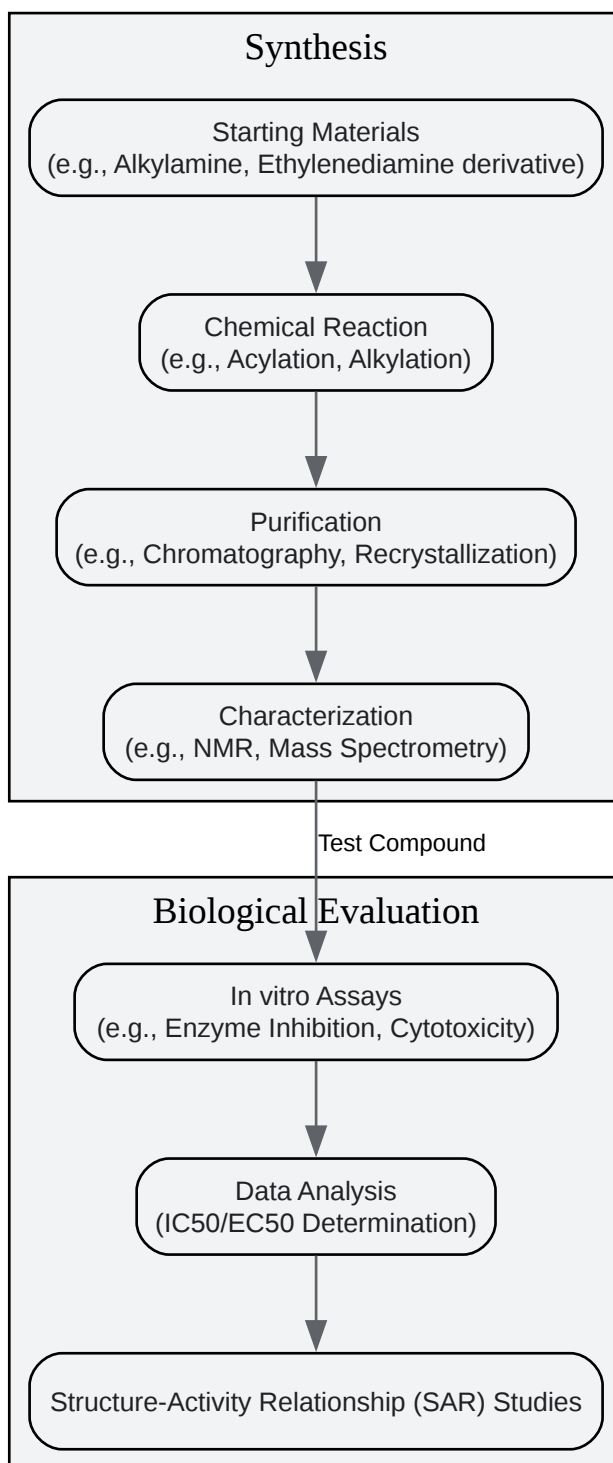 Synthesis
Starting Materials
(e.g., Alkylamine, Ethylenediamine derivative)
Chemical Reaction
(e.g., Acylation, Alkylation)
Purification
(e.g., Chromatography, Recrystallization)
Characterization
(e.g., NMR, Mass Spectrometry)
Test Compound
Biological Evaluation
In vitro Assays
(e.g., Enzyme Inhibition, Cytotoxicity)
Data Analysis
(IC50/EC50 Determination)
Structure-Activity Relationship (SAR) Studies